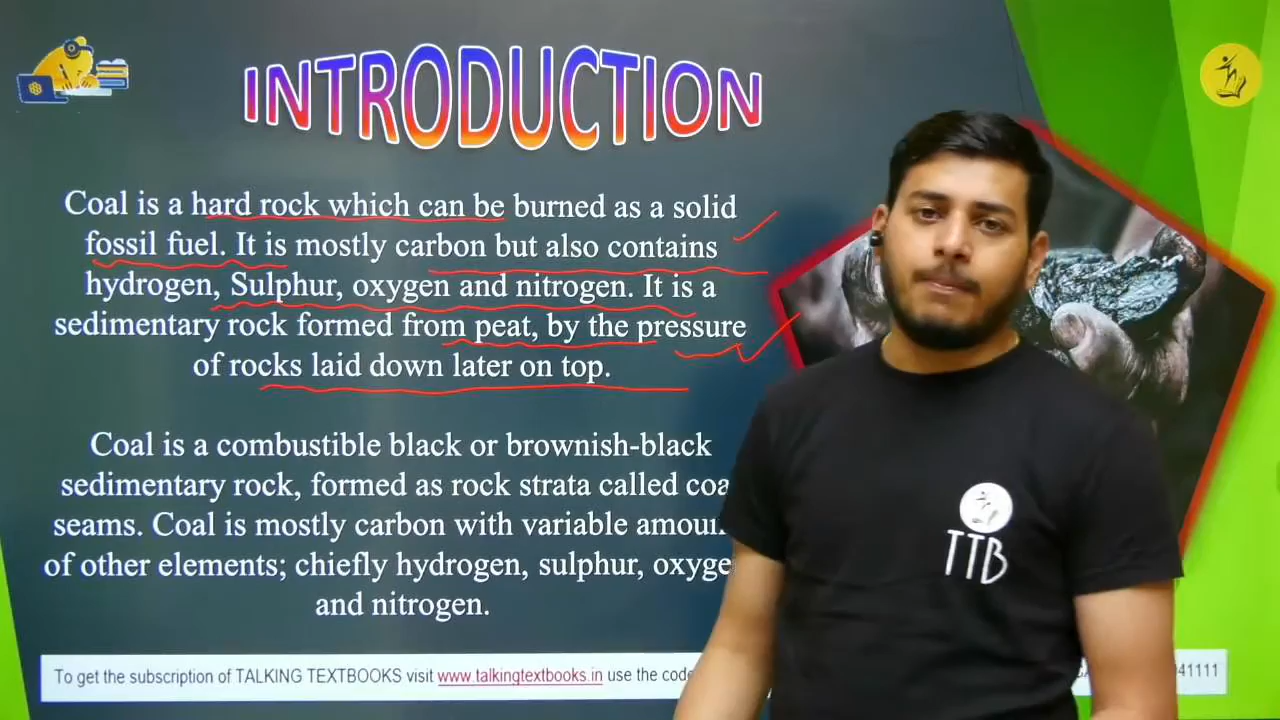 INTRODUCTION
Coal is a hard rock which can be burned as a solid
fossil fuel. It is mostly carbon but also contains
hydrogen, Sulphur, oxygen and nitrogen. It is a
sedimentary rock formed from peat, by the pressure
of rocks laid down later on top.
Coal is a combustible black or brownish-black
sedimentary rock, formed as rock strata called
seams. Coal is mostly carbon with variable
of other elements; chiefly hydrogen, sulphur,
and nitrogen.
TTB
To get the subscription of TALKING TEXTBOOKS visit www.talkingtextbooks.in use the code